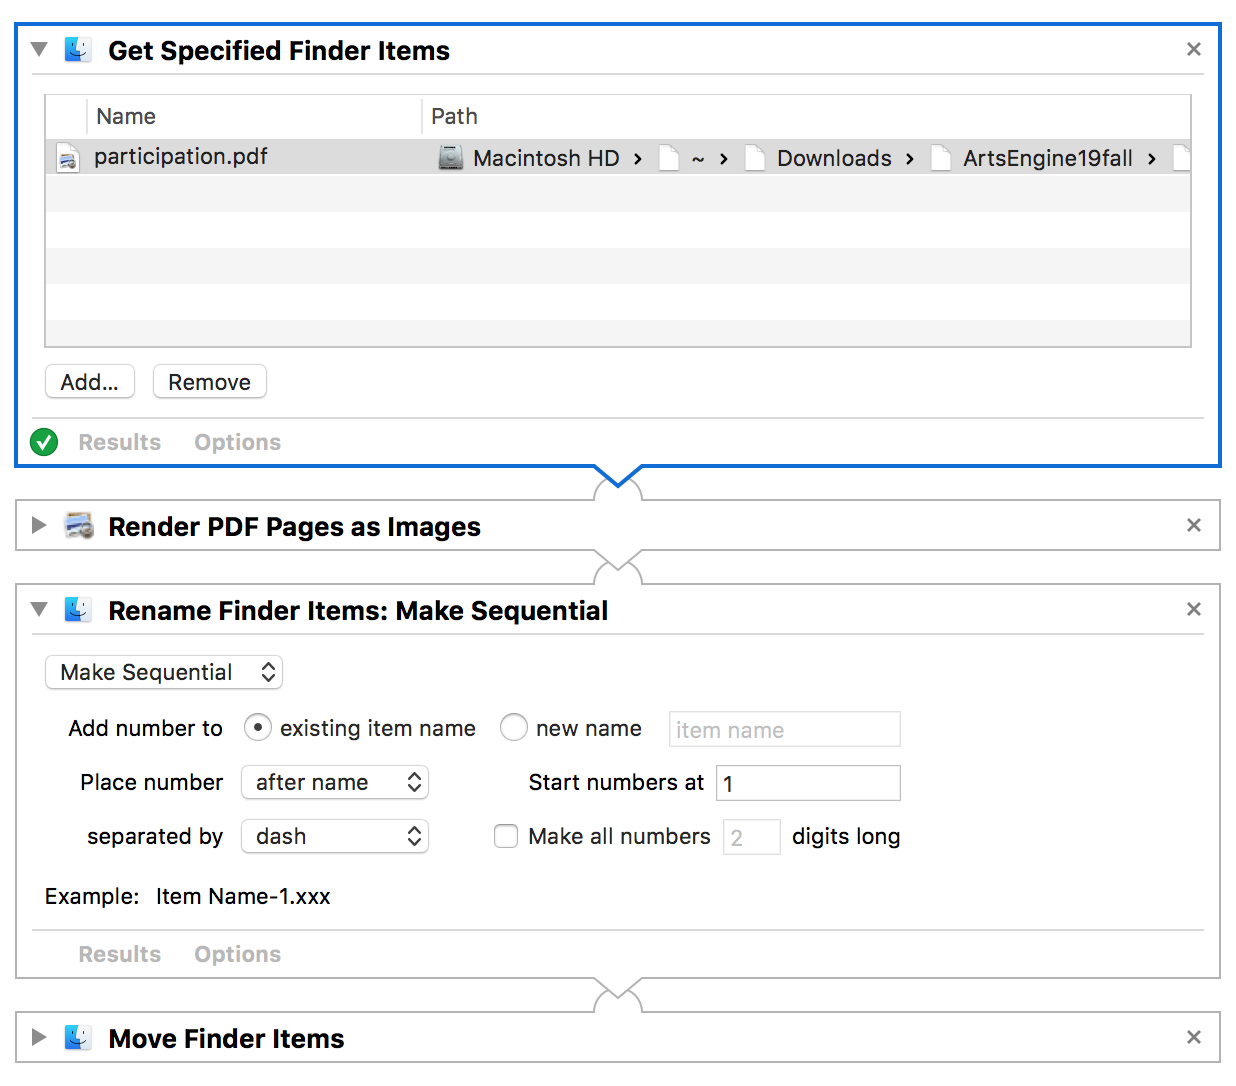 Get Specified Finder Items
Name Path
participation.pdf Macintosh HD › ~ › Downloads › ArtsEngine19fall ›
Add... Remove
Results Options
Render PDF Pages as Images
Rename Finder Items: Make Sequential
Make Sequential
Add number to existing item name new name item name
Place number after name Start numbers at 1
separated by dash Make all numbers 2 digits long
Example: Item Name-1.xxx
Results Options
Move Finder Items